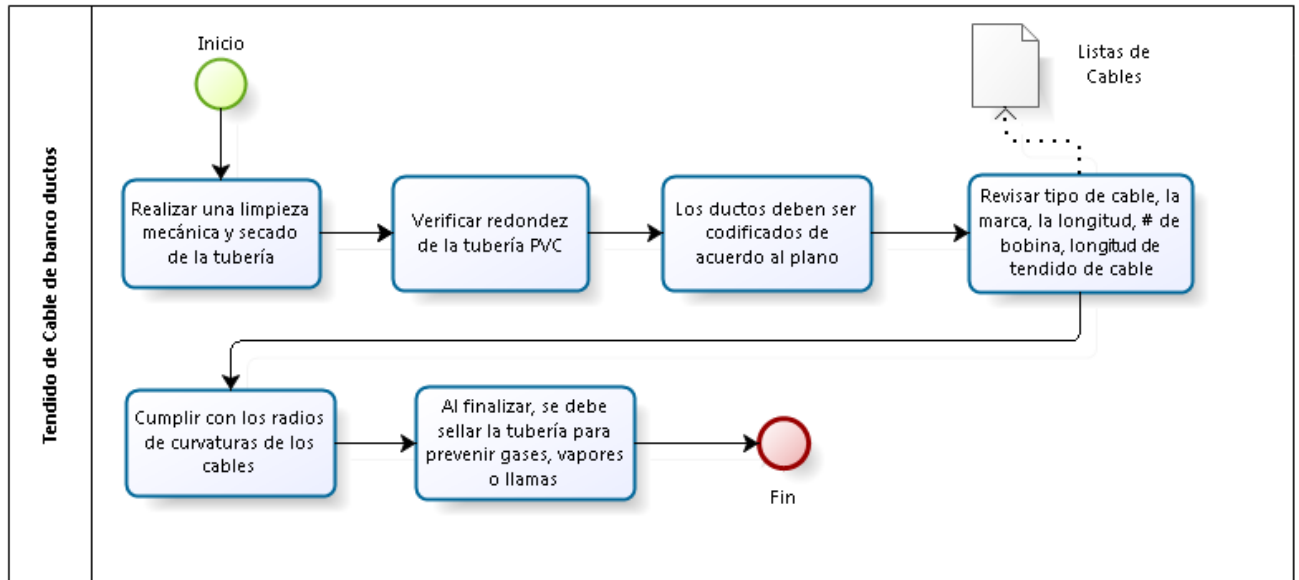 Tendido de Cable de banco ductos
Inicio
Listas de
Cables
Realizar una limpieza
mecánica y secado
de la tubería
Verificar redondez
de la tubería PVC
Los ductos deben ser
codificados de
acuerdo al plano
Revisar tipo de cable, la
marca, la longitud, # de
bobina, longitud de
tendido de cable
Cumplir con los radios
de curvaturas de los
cables
Al finalizar, se debe
sellar la tubería para
prevenir gases, vapores
o llamas
Fin